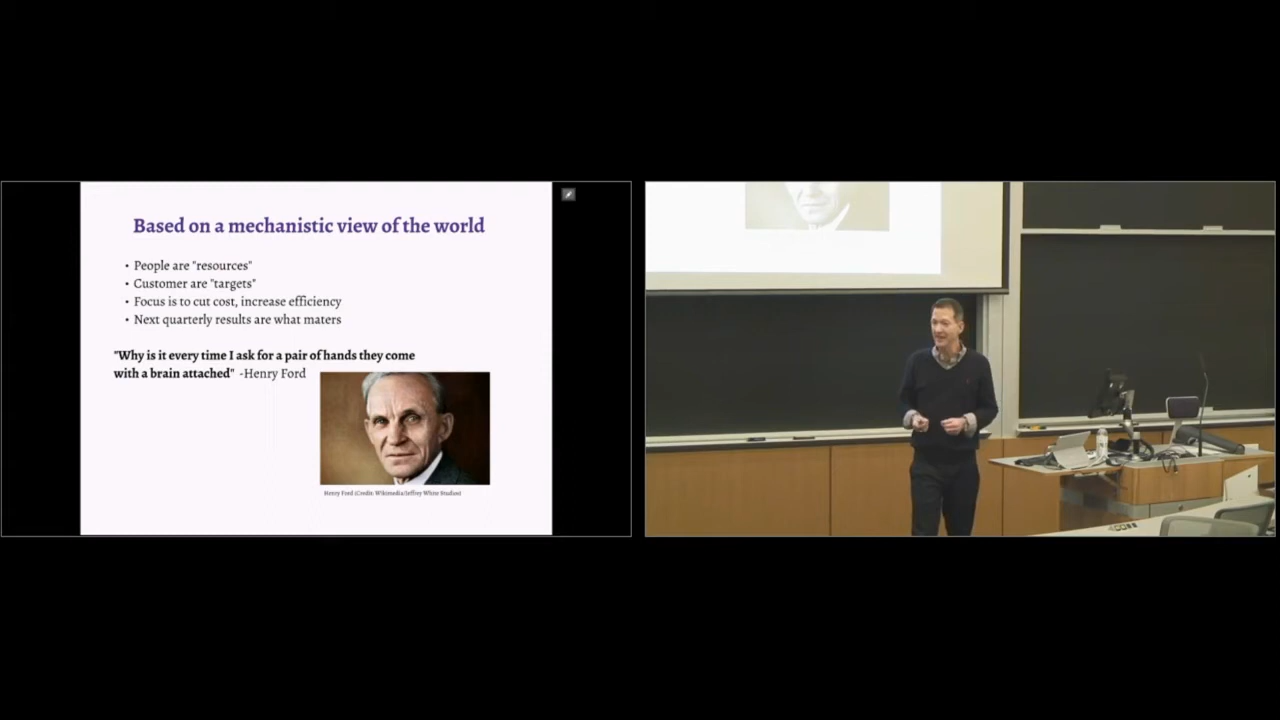 Based on a mechanistic view of the world
• People are "resources"
• Customer are "targets"
• Focus is to cut cost, increase efficiency
• Next quarterly results are what maters
"Why is it every time I ask for a pair of hands they come
with a brain attached" -Henry Ford
Henry Ford (Credit: Wikimedia/Jeffrey White Studios)